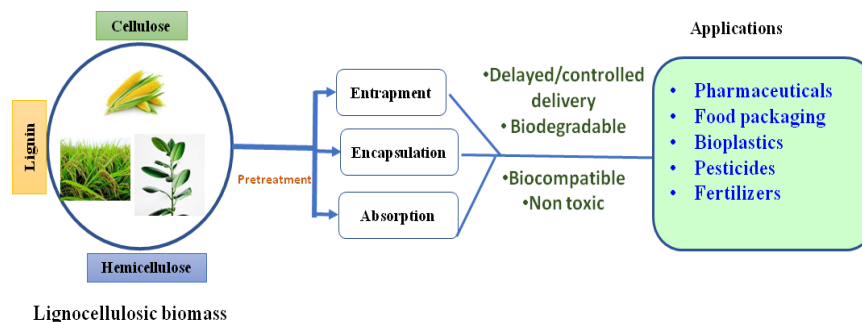 Cellulose
Lignin
Hemicellulose
Lignocellulosic biomass
Pretreatment
Entrapment
Encapsulation
Absorption
•Delayed/controlled
delivery
•Biodegradable
•Biocompatible
•Non toxic
Applications
• Pharmaceuticals
• Food packaging
• Bioplastics
• Pesticides
• Fertilizers